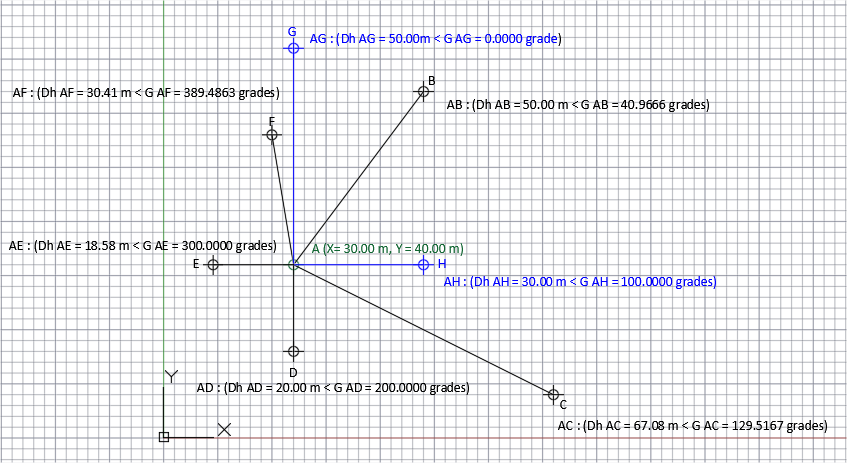 G
AG : (Dh AG = 50.00m < G AG = 0.0000 grade)
B
AF : (Dh AF = 30.41 m < G AF = 389.4863 grades)
AB : (Dh AB = 50.00 m < G AB = 40.9666 grades)
F
AE : (Dh AE = 18.58 m < G AE = 300.0000 grades)
A (X= 30.00 m, Y = 40.00 m)
E
H
AH : (Dh AH = 30.00 m < G AH = 100.0000 grades)
D
Y
AD : (Dh AD = 20.00 m < G AD = 200.0000 grades)
C
X
AC : (Dh AC = 67.08 m < G AC = 129.5167 grades)